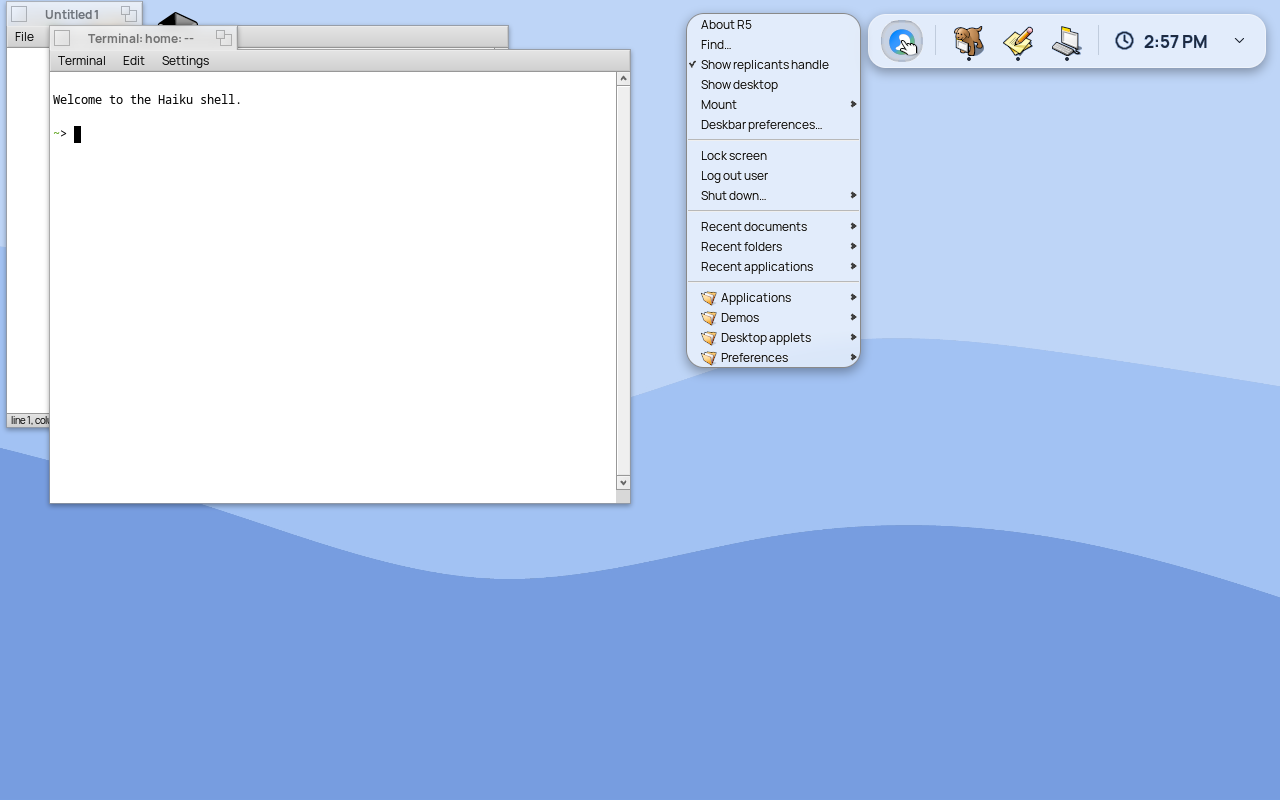 Untitled 1
File
line 1, col
Terminal: home: --
Terminal Edit Settings
Welcome to the Haiku shell.
~>
About R5
Find...
Show replicants handle
Show desktop
Mount
Deskbar preferences...
Lock screen
Log out user
Shut down...
Recent documents
Recent folders
Recent applications
Applications
Demos
Desktop applets
Preferences
2:57 PM